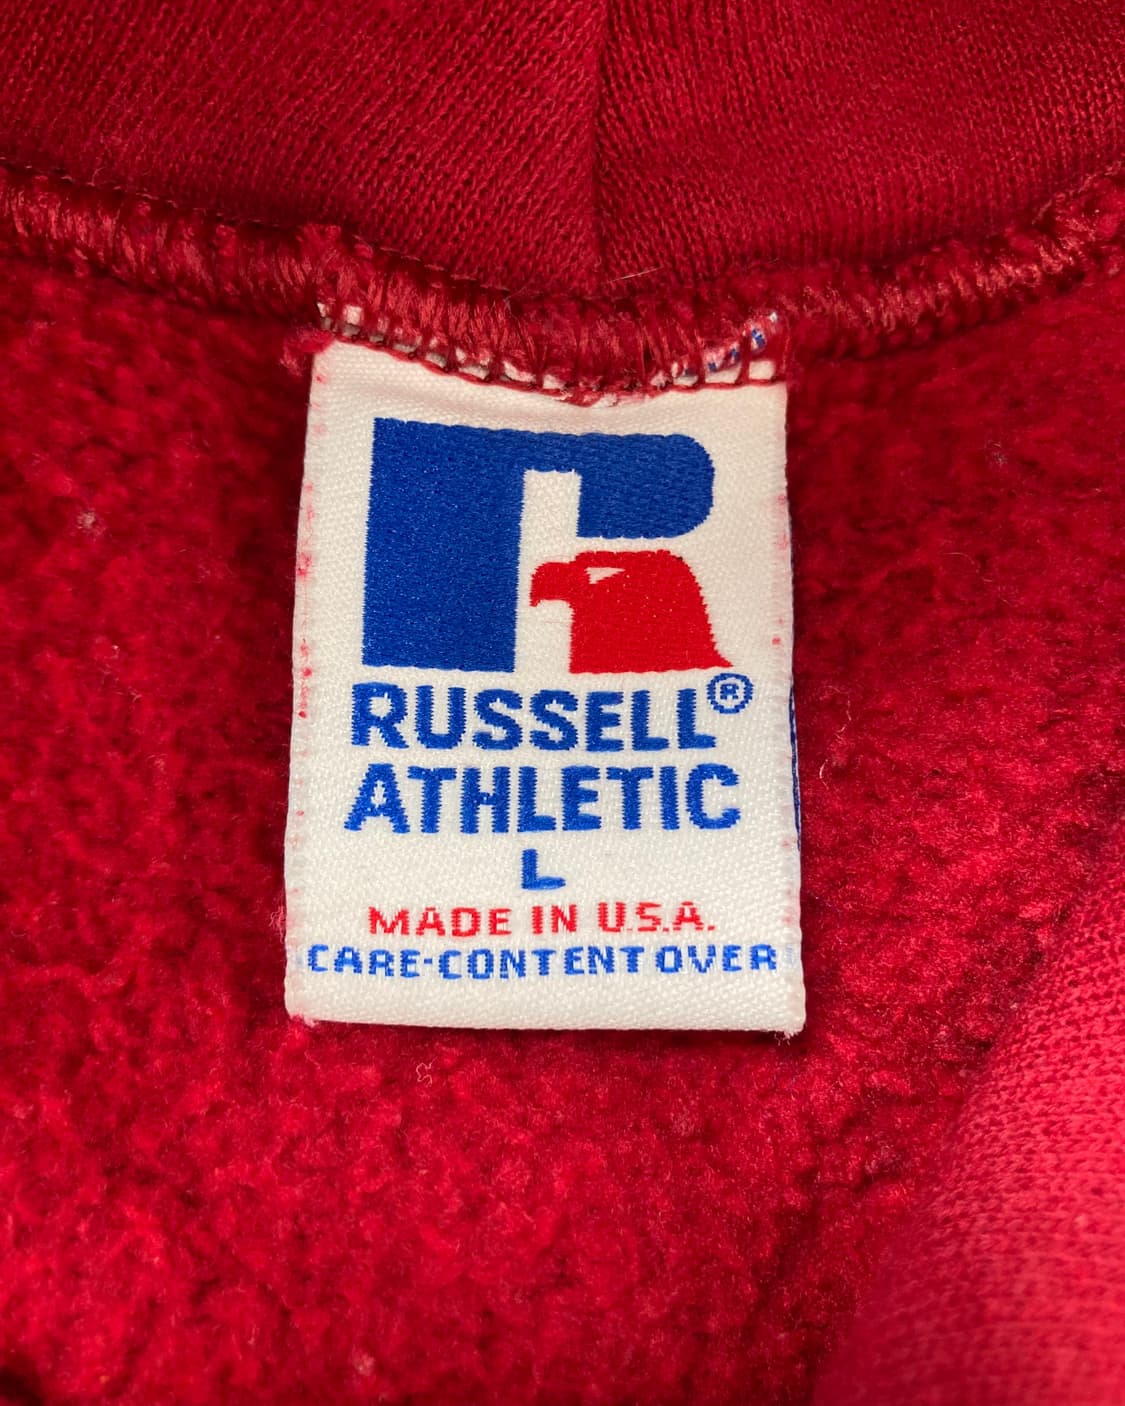 RUSSELL®
ATHLETIC
L
MADE IN U.S.A.
CARE-CONTENT OVER